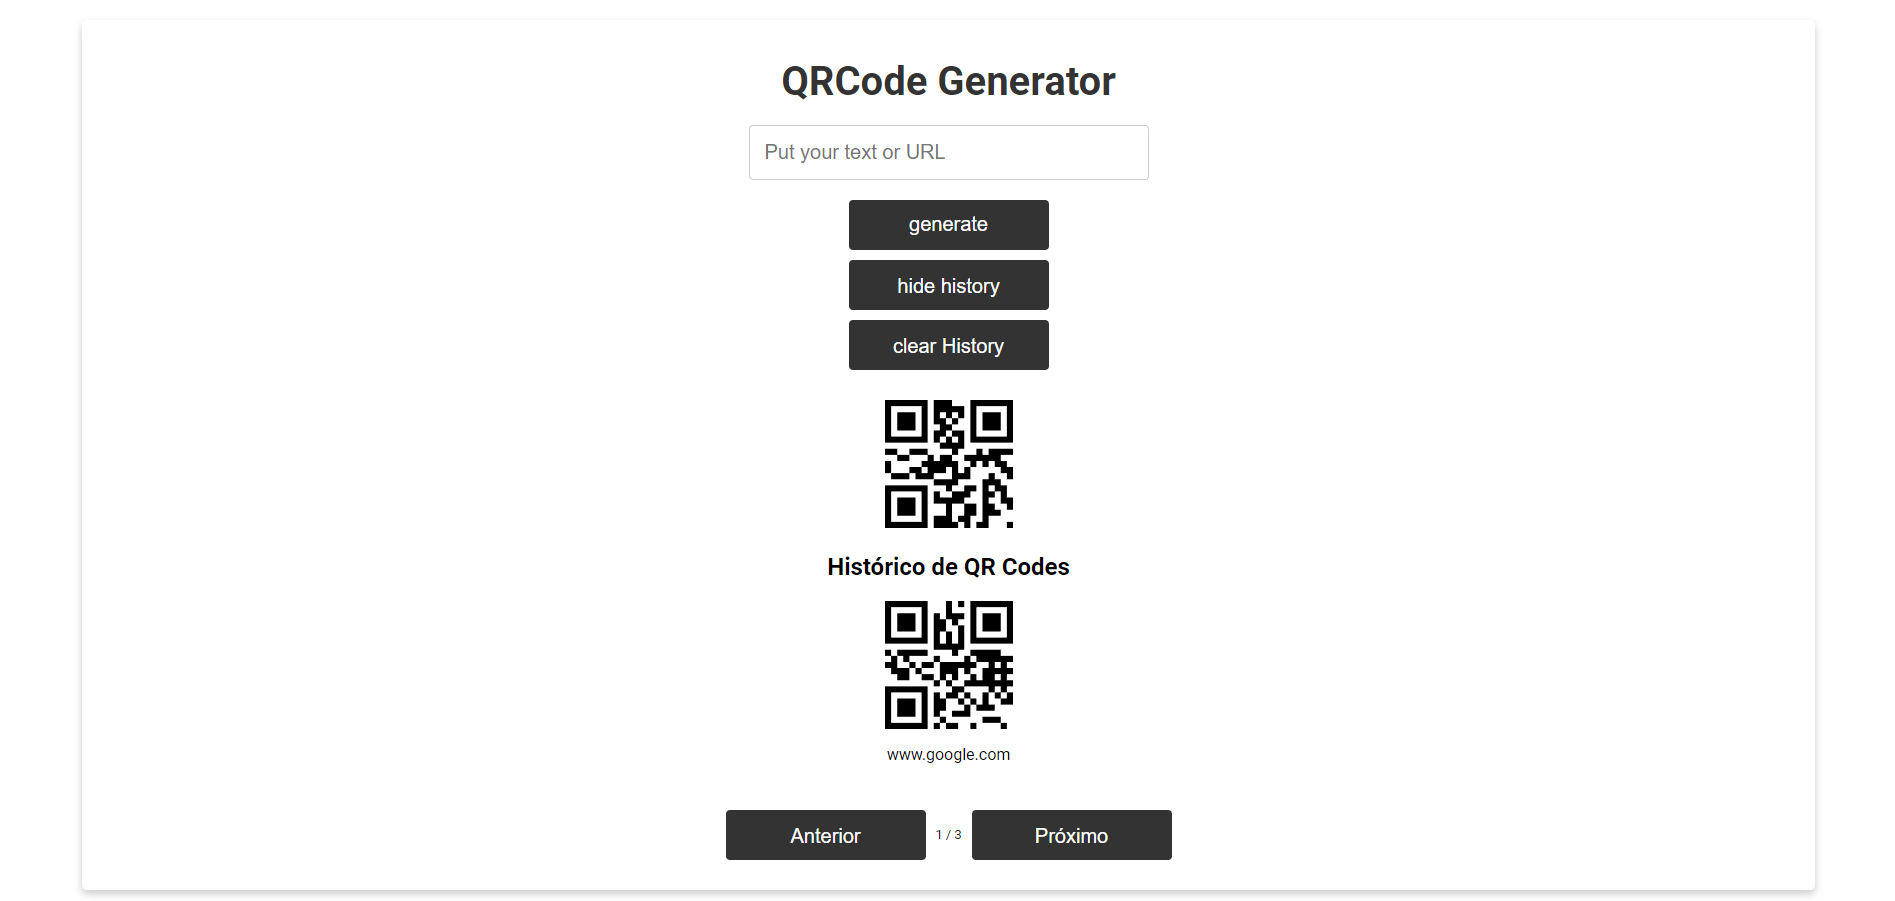 QRCode Generator
Put your text or URL
generate
hide history
clear History
Histórico de QR Codes
www.google.com
Anterior 1 / 3 Próximo